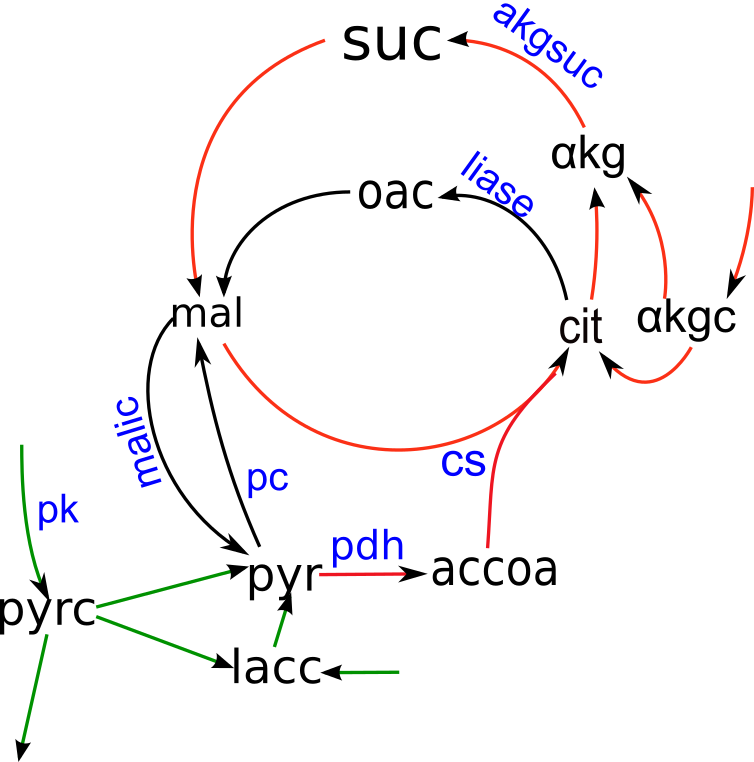 akgsuc
suc
αkg
liase
oac
mal
cit
αkgc
malic
pc
cs
pk
pdh
pyr
accoa
pyrc
lacc